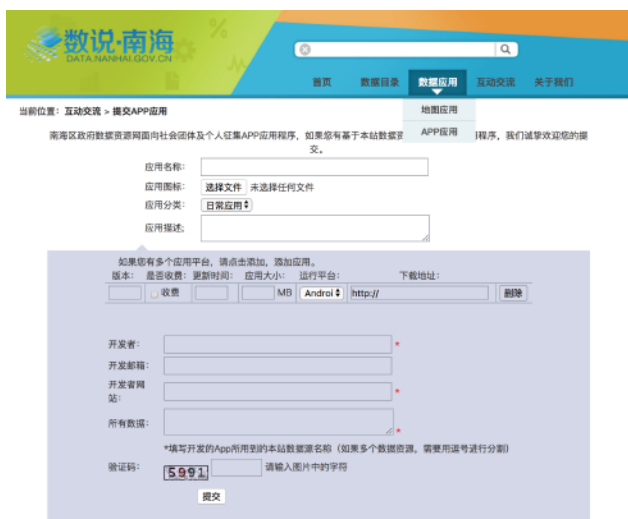 数说·南海
DATA.NANHAI.GOV.CN
首页 数据目录 数据应用 互动交流 关于我们
地图应用
APP应用
当前位置：互动交流 > 提交APP应用
南海区政府数据资源网面向社会团体及个人征集APP应用程序，如果您有基于本站数据资 用程序，我们诚挚欢迎您的提
交。
应用名称：
应用图标： 选择文件 未选择任何文件
应用分类： 日常应用
应用描述：
如果您有多个应用平台，请点击添加，添加应用。
版本： 是否收费： 更新时间： 应用大小： 运行平台： 下载地址：
收费 MB Androi http:// 删除
开发者： *
开发邮箱：
开发者网
站： *
所有数据： *
*填写开发的App所用到的本站数据源名称（如果多个数据资源，需要用逗号进行分割）
验证码： 5991 请输入图片中的字符
提交